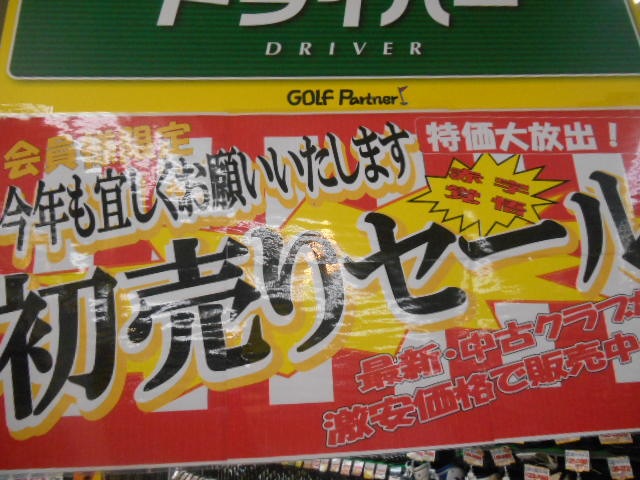 ドライバー
DRIVER
GOLF Partner
会員様限定
特価大放出！
今年も宜しくお願いいたします
赤字覚悟
初売りセール
最新・中古クラブが
激安価格で販売中